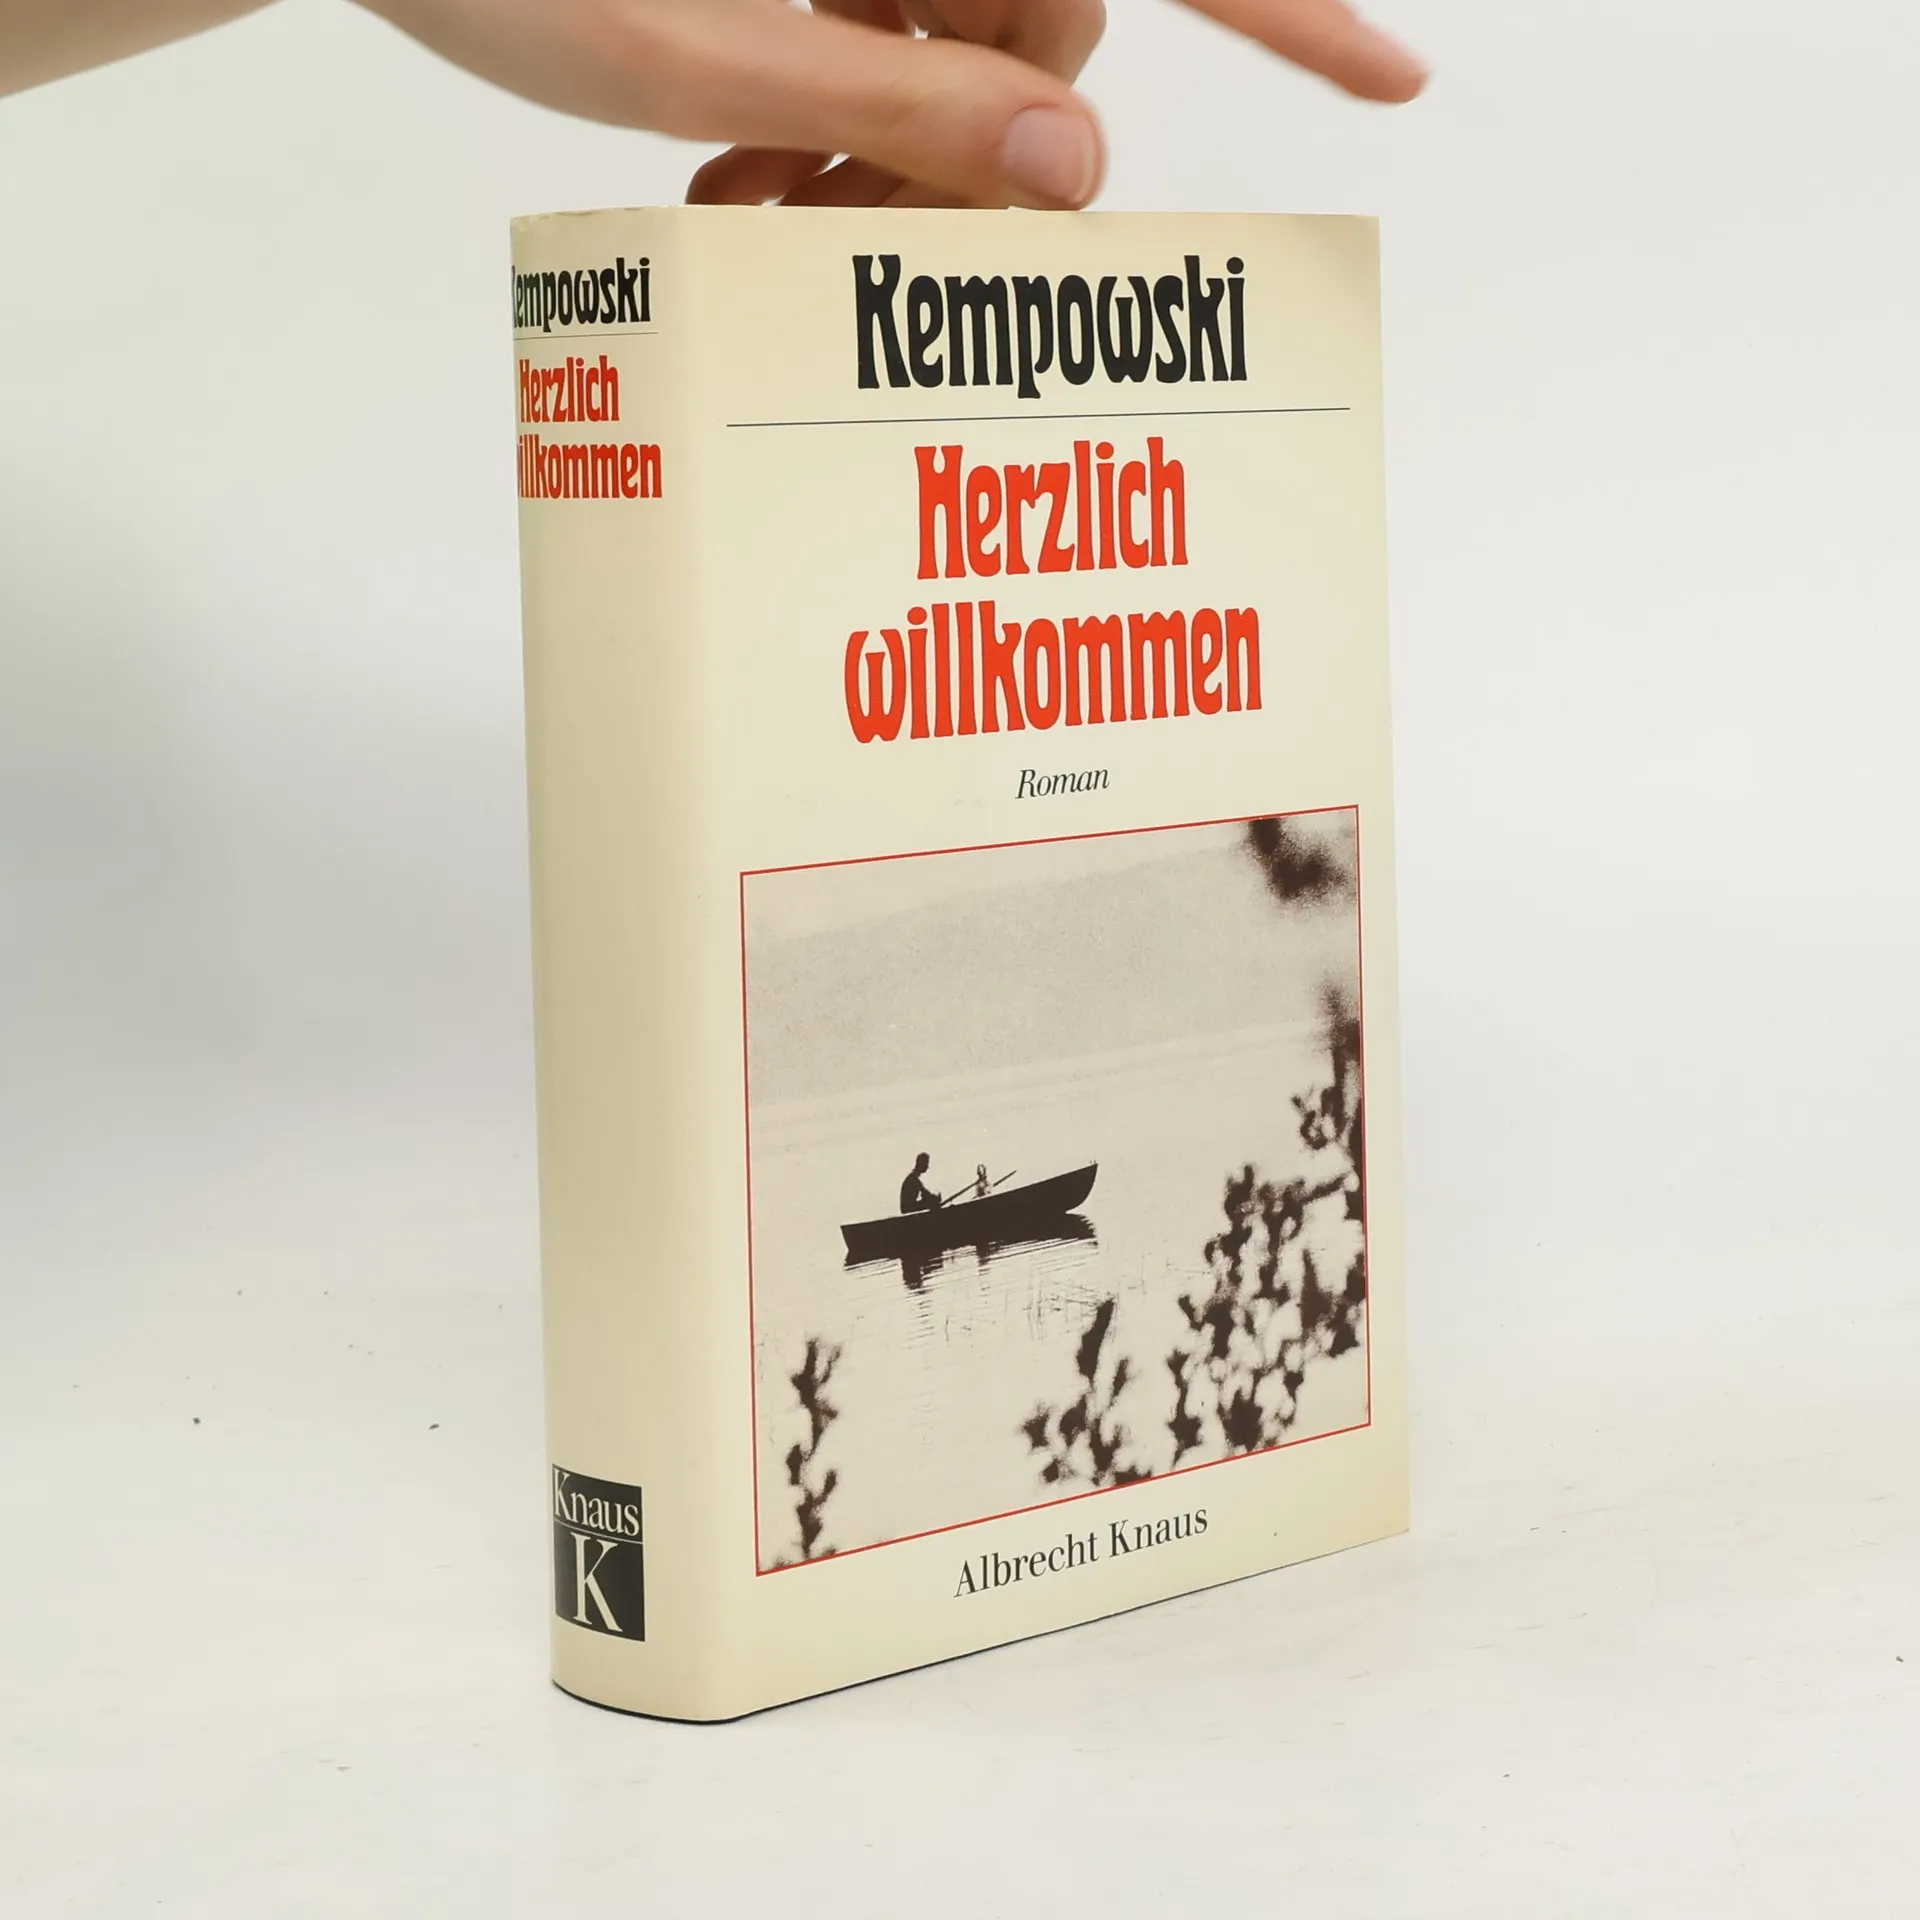 Kempowski
Herzlich
willkommen
Knaus
K
Kempowski
Herzlich
willkommen
Roman
Albrecht Knaus